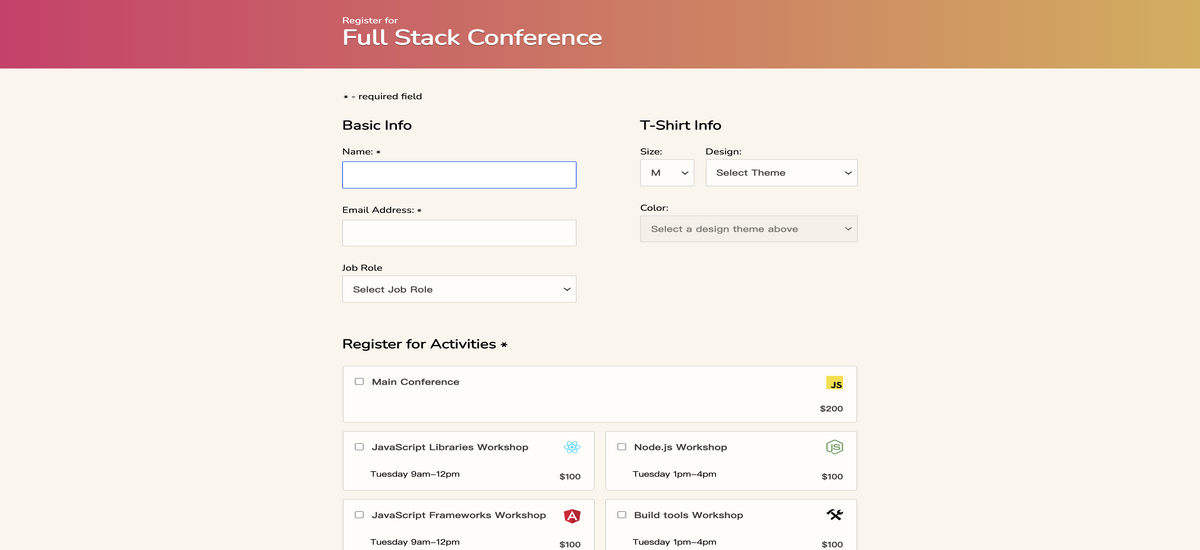 Register for
Full Stack Conference
* - required field
Basic Info
Name: *
Email Address: *
Job Role
Select Job Role
T-Shirt Info
Size:
Design:
M
Select Theme
Color:
Select a design theme above
Register for Activities *
Main Conference
JS
$200
JavaScript Libraries Workshop
Tuesday 9am–12pm
$100
Node.js Workshop
JS
Tuesday 1pm–4pm
$100
JavaScript Frameworks Workshop
A
Tuesday 9am–12pm
$100
Build tools Workshop
Tuesday 1pm–4pm
$100